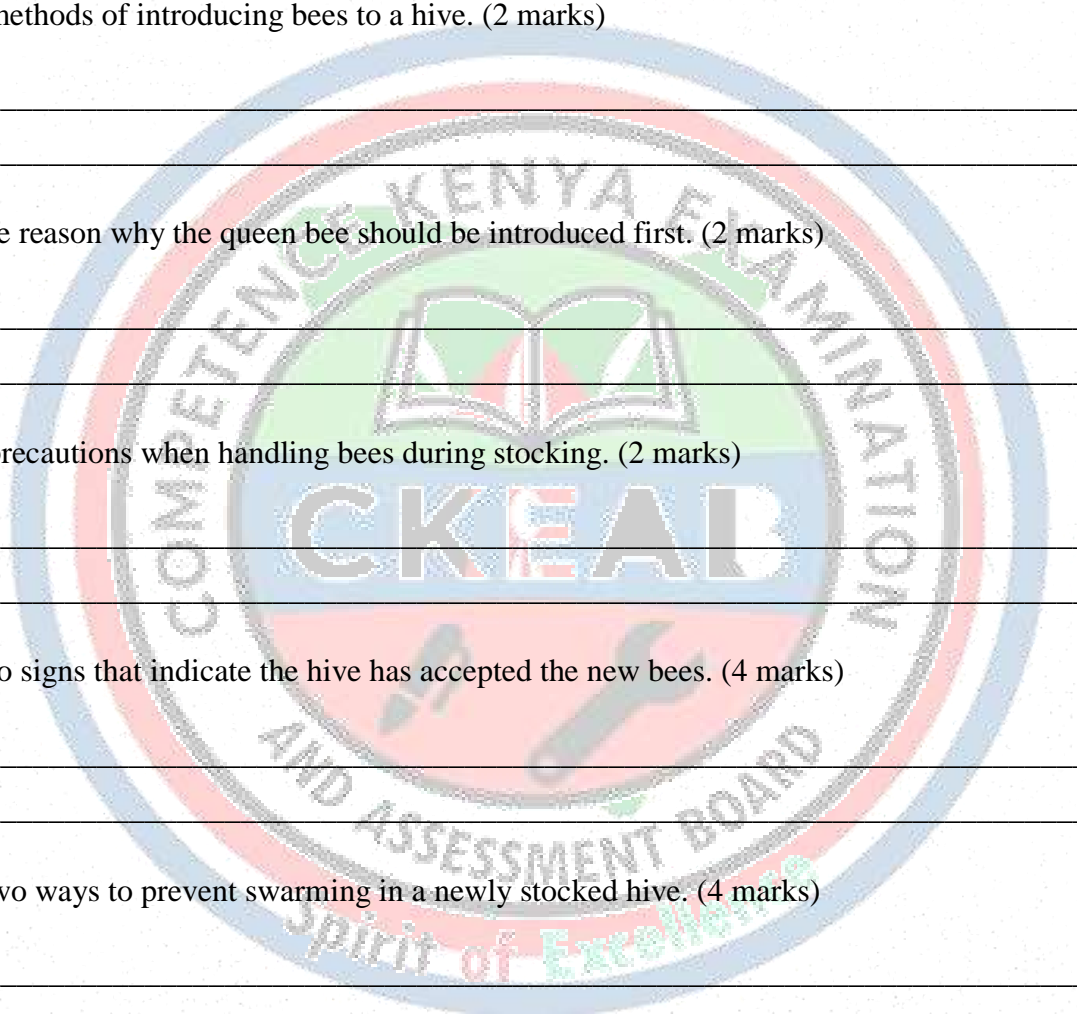 methods of introducing bees to a hive. (2 marks)
reason why the queen bee should be introduced first. (2 marks)
precautions when handling bees during stocking. (2 marks)
signs that indicate the hive has accepted the new bees. (4 marks)
ways to prevent swarming in a newly stocked hive. (4 marks)
COMPETENCE KENYA EXAMINATION
CKEAB
AND ASSESSMENT BOARD
Spirit of Excellence